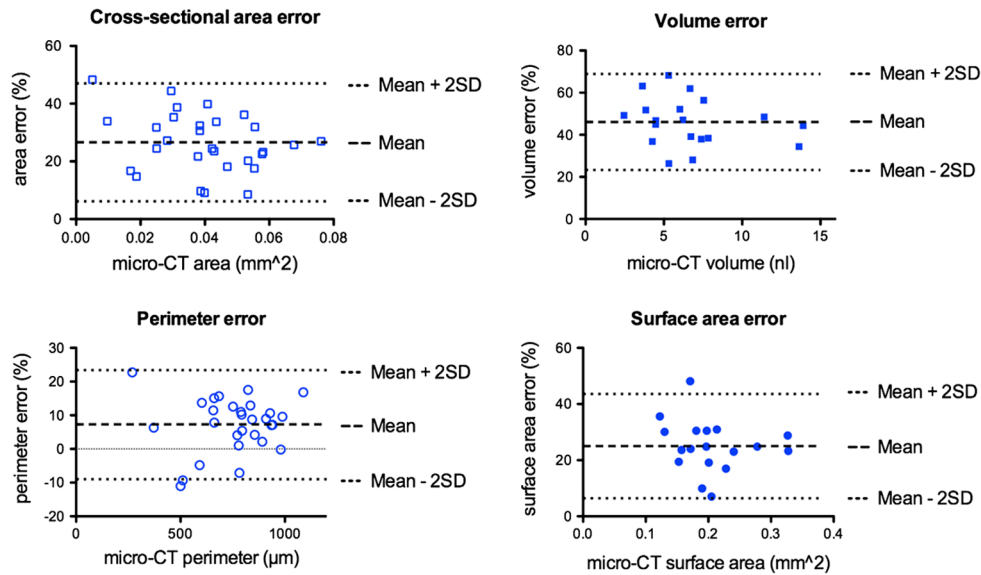 Cross-sectional area error
60
40
20
0
area error (%)
0.00 0.02 0.04 0.06 0.08
micro-CT area (mm^2)
Mean + 2SD
Mean
Mean - 2SD
Volume error
80
60
40
20
0
volume error (%)
0 5 10 15
micro-CT volume (nl)
Mean + 2SD
Mean
Mean - 2SD
Perimeter error
30
20
10
0
-10
-20
perimeter error (%)
0 500 1000
micro-CT perimeter (µm)
Mean + 2SD
Mean
Mean - 2SD
Surface area error
60
40
20
0
surface area error (%)
0.0 0.1 0.2 0.3 0.4
micro-CT surface area (mm^2)
Mean + 2SD
Mean
Mean - 2SD